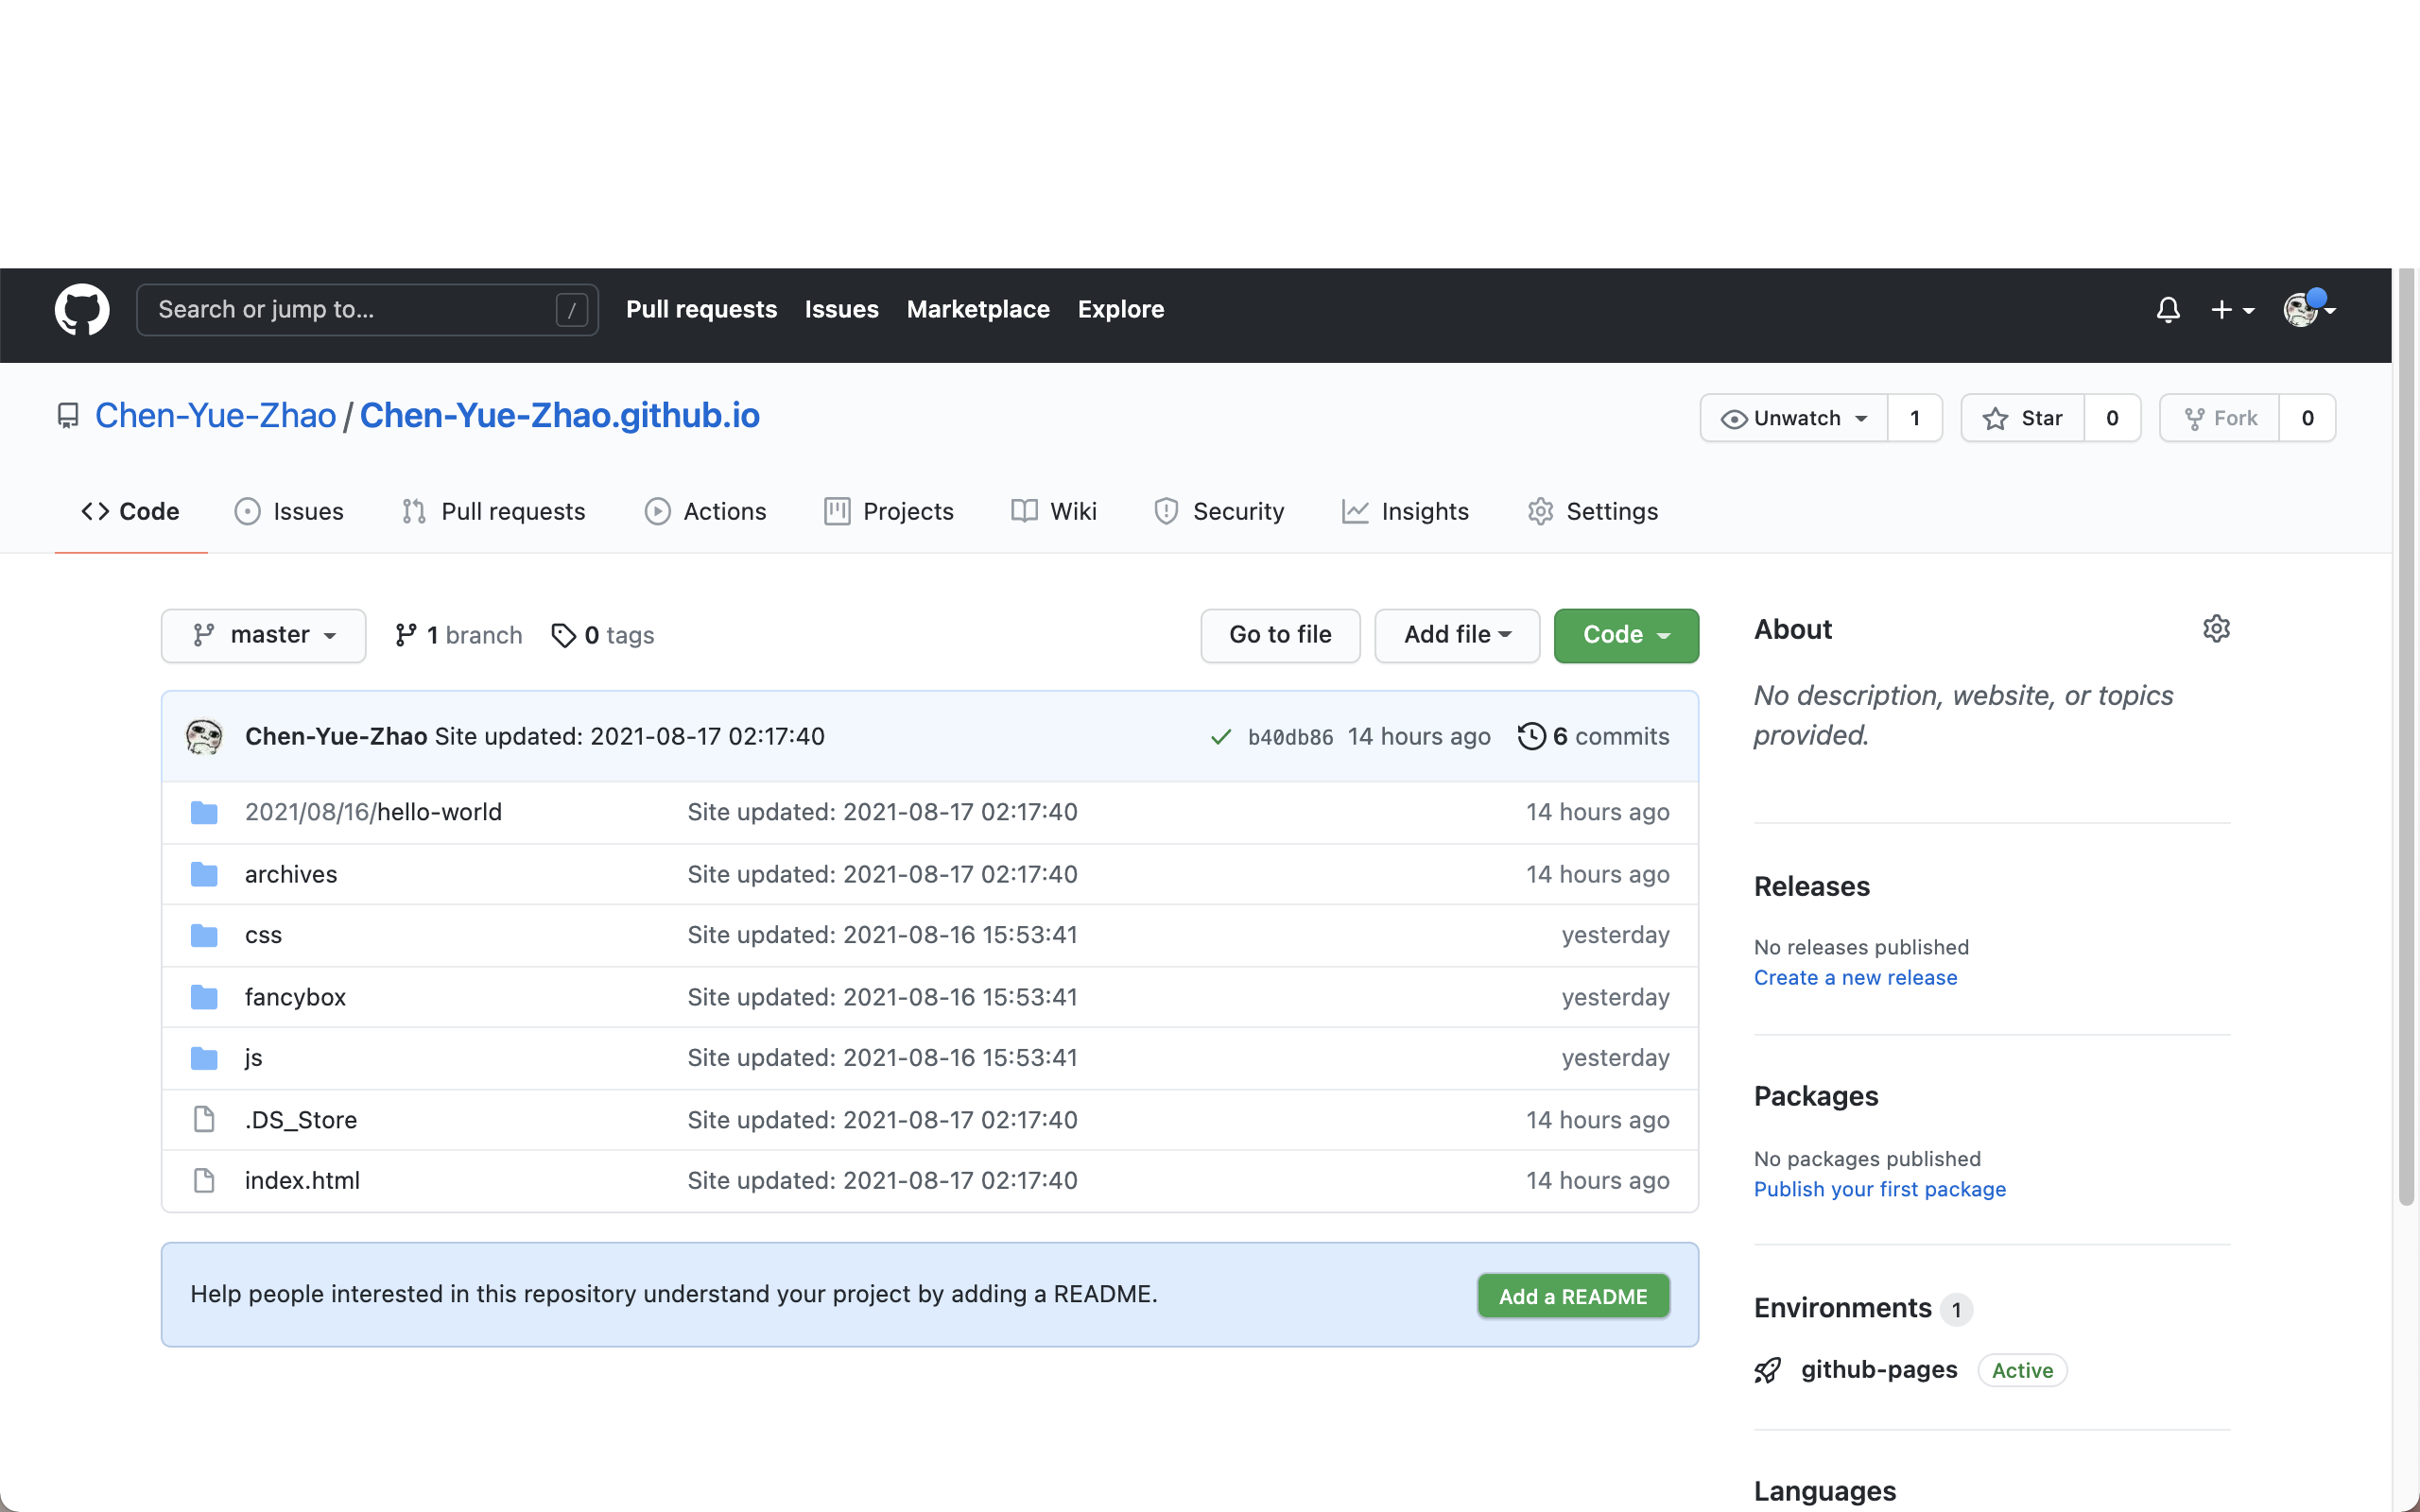 Search or jump to... /
Pull requests Issues Marketplace Explore
Chen-Yue-Zhao / Chen-Yue-Zhao.github.io
Unwatch 1 Star 0 Fork 0
Code Issues Pull requests Actions Projects Wiki Security Insights Settings
master 1 branch 0 tags
Go to file Add file Code
Chen-Yue-Zhao Site updated: 2021-08-17 02:17:40 b40db86 14 hours ago 6 commits
2021/08/16/hello-world Site updated: 2021-08-17 02:17:40 14 hours ago
archives Site updated: 2021-08-17 02:17:40 14 hours ago
css Site updated: 2021-08-16 15:53:41 yesterday
fancybox Site updated: 2021-08-16 15:53:41 yesterday
js Site updated: 2021-08-16 15:53:41 yesterday
.DS_Store Site updated: 2021-08-17 02:17:40 14 hours ago
index.html Site updated: 2021-08-17 02:17:40 14 hours ago
Help people interested in this repository understand your project by adding a README. Add a README
About
No description, website, or topics
provided.
Releases
No releases published
Create a new release
Packages
No packages published
Publish your first package
Environments 1
github-pages Active
Languages